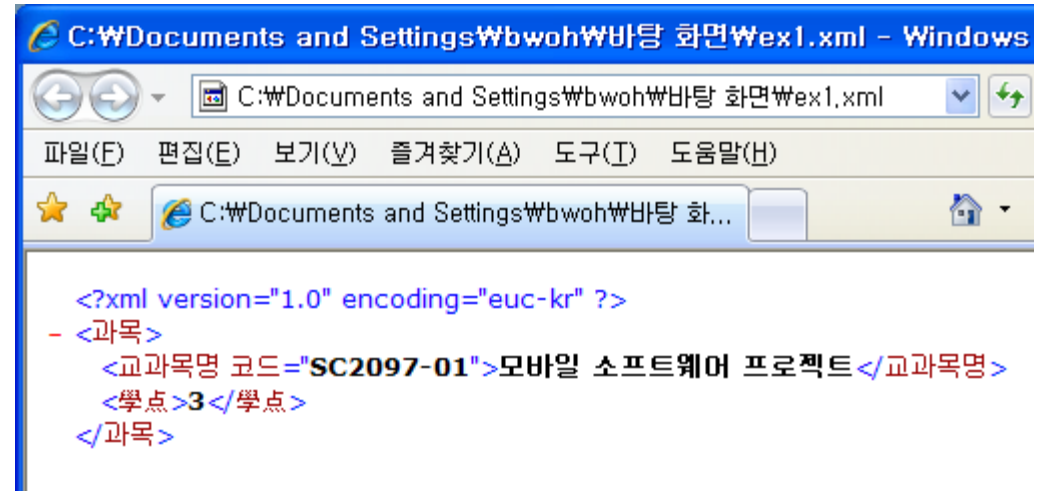 C:₩Documents and Settings₩bwoh₩바탕 화면₩ex1.xml - Windows
C:₩Documents and Settings₩bwoh₩바탕 화면₩ex1.xml
파일(F) 편집(E) 보기(V) 즐겨찾기(A) 도구(T) 도움말(H)
C:₩Documents and Settings₩bwoh₩바탕 화...
<?xml version="1.0" encoding="euc-kr" ?>
- <과목>
<교과목명 코드="SC2097-01">모바일 소프트웨어 프로젝트</교과목명>
<學点>3</學点>
</과목>